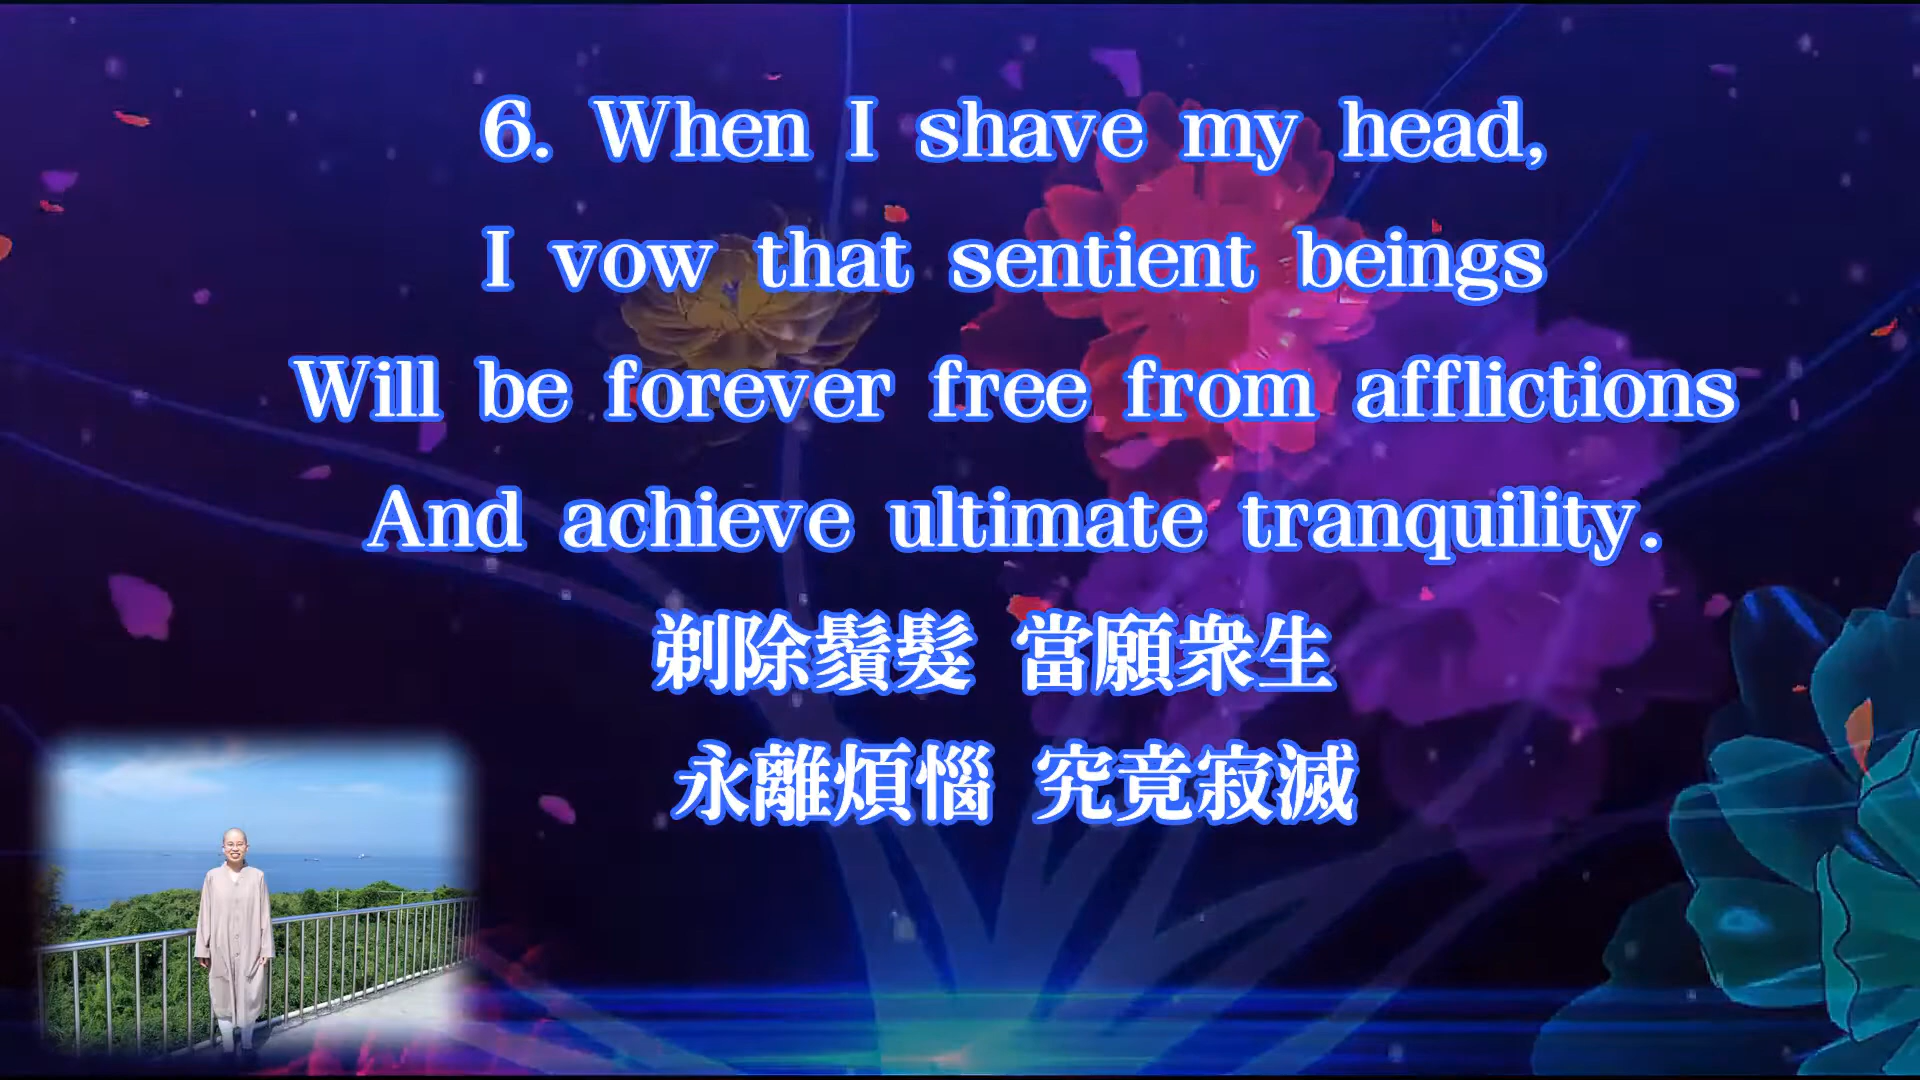 6. When I shave my head,
I vow that sentient beings
Will be forever free from afflictions
And achieve ultimate tranquility.
剃除鬚髮 當願衆生
永離煩惱 究竟寂滅